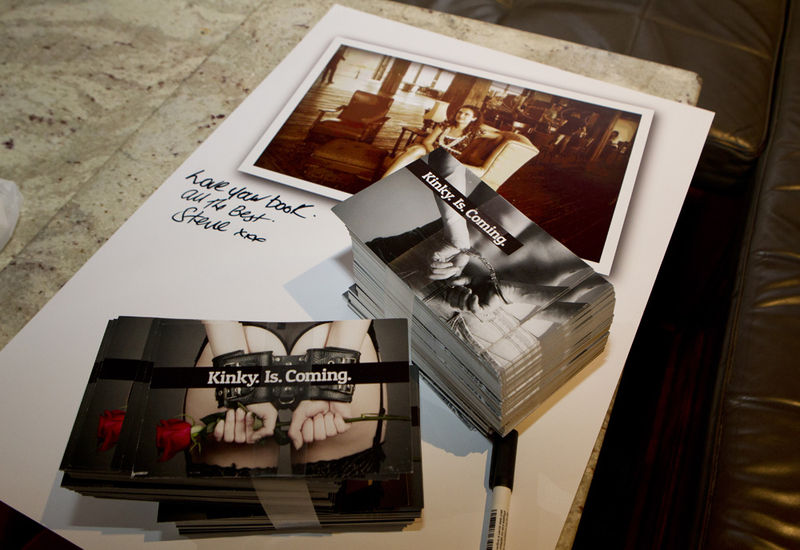 Love your book.
All the Best.
Steve xxx
Kinky. Is. Coming.
Kinky. Is. Coming.